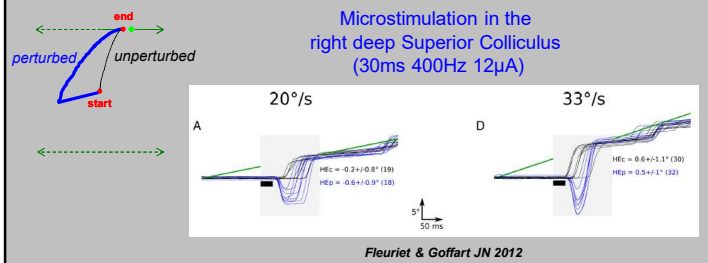 end
perturbed
unperturbed
start
Microstimulation in the
right deep Superior Colliculus
(30ms 400Hz 12µA)
20°/s
33°/s
A
D
HEc = -0.2+/-0.8° (19)
HEp = -0.6+/-0.9° (18)
HEc = 0.6+/-1.1° (30)
HEp = 0.5+/-1° (32)
5°
50 ms
Fleuriet & Goffart JN 2012